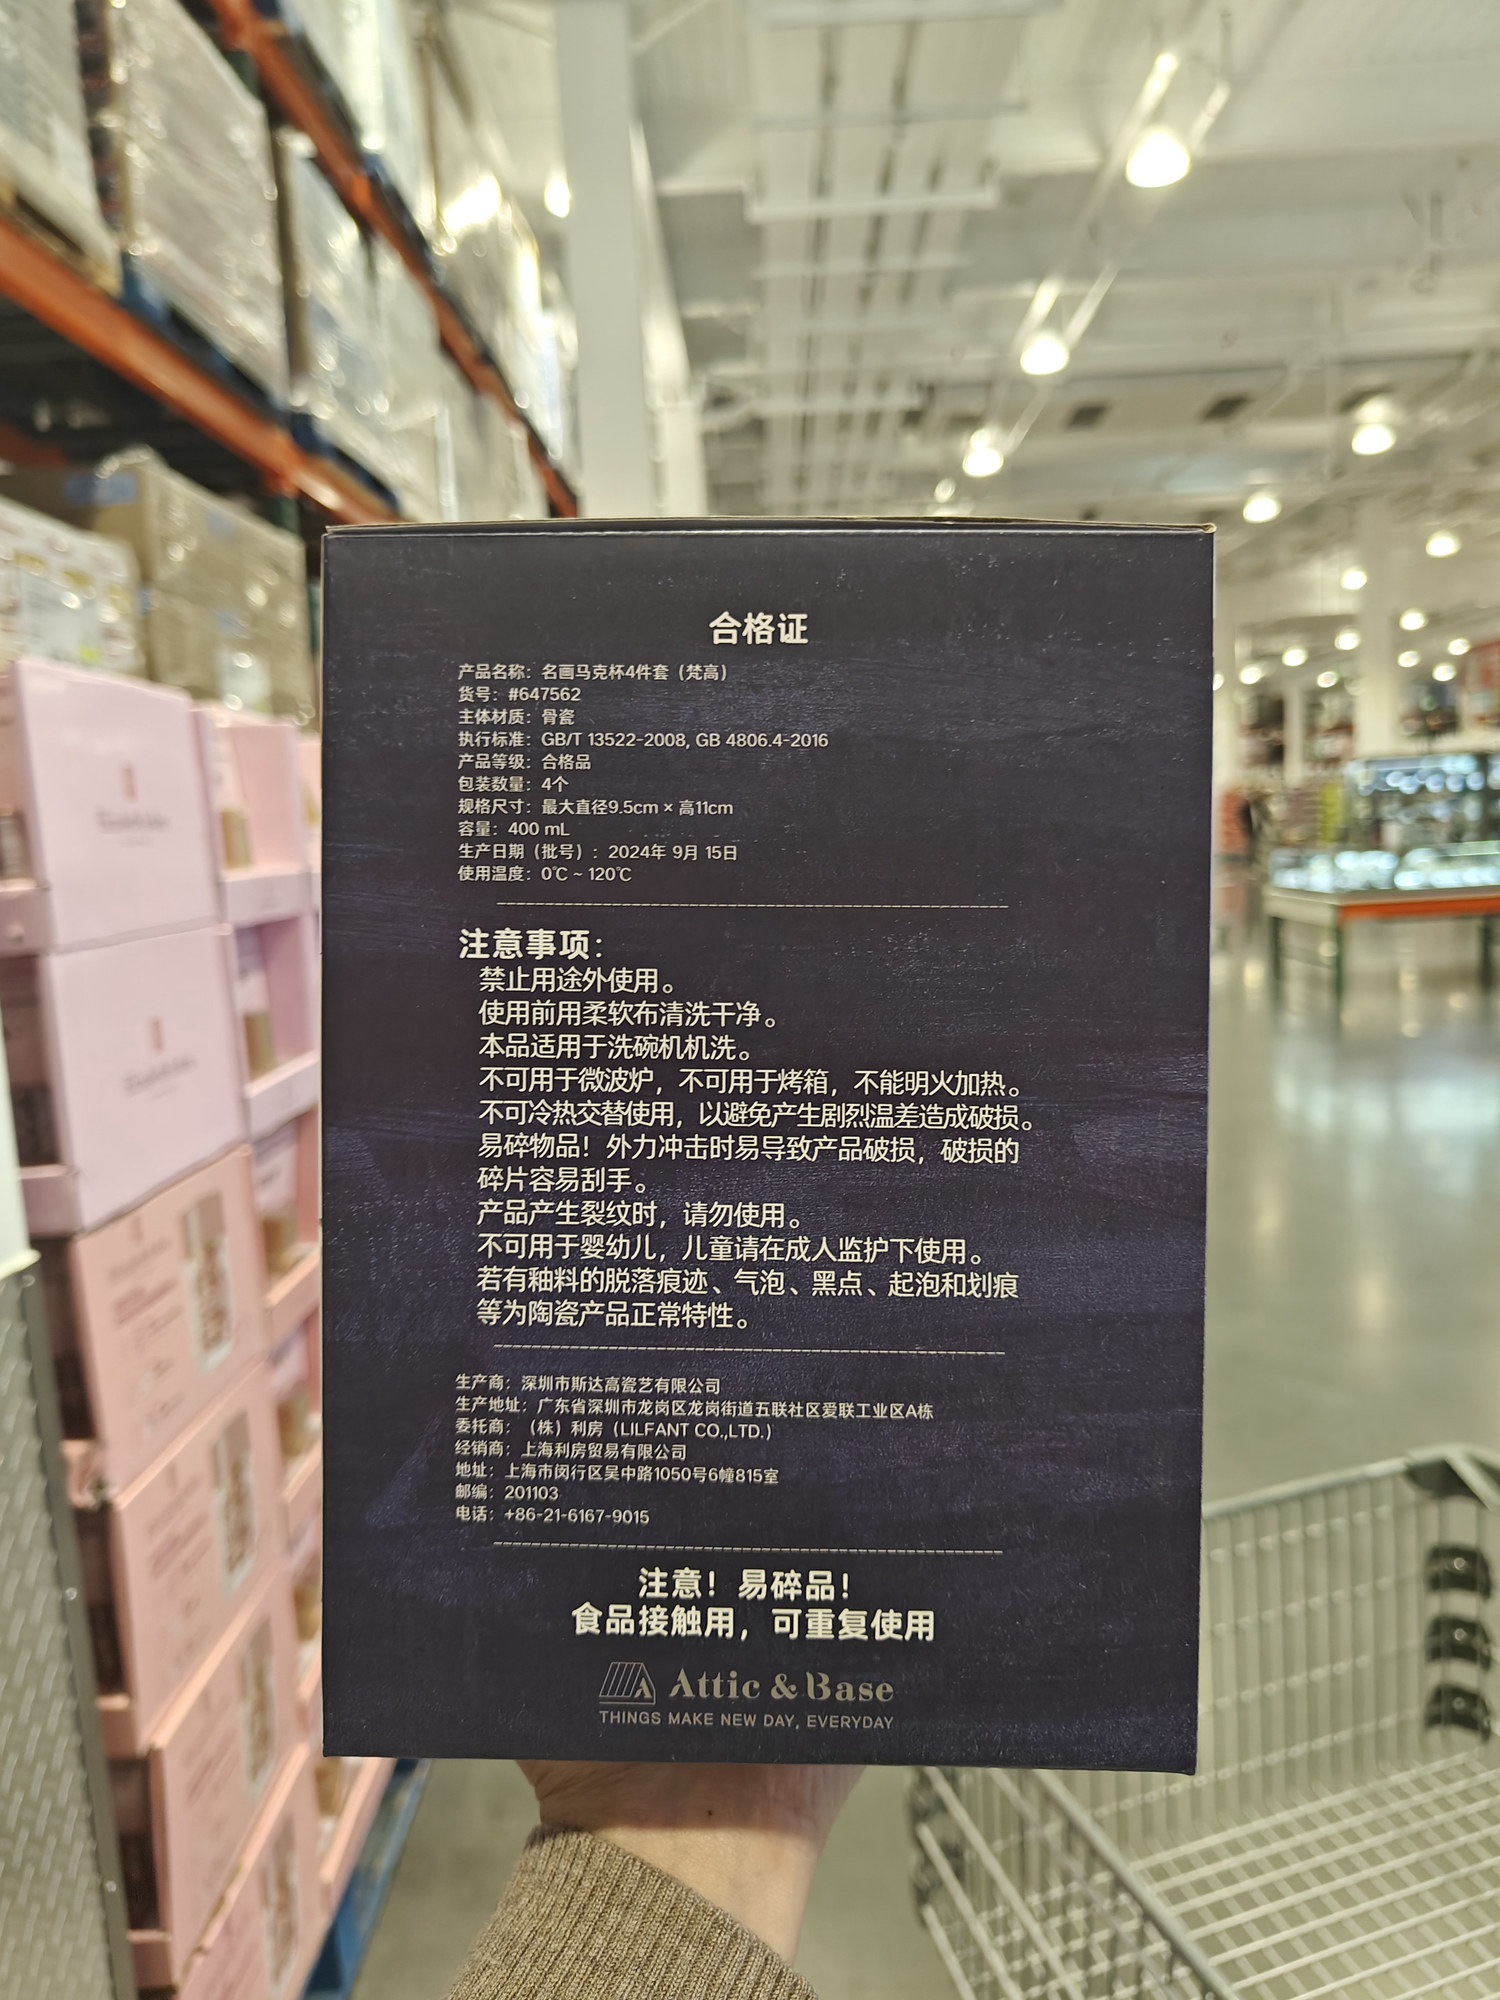 合格证
产品名称：名画马克杯4件套（梵高）
货号：#647562
主体材质：骨瓷
执行标准：GB/T 13522-2008, GB 4806.4-2016
产品等级：合格品
包装数量：4个
规格尺寸：最大直径9.5cm × 高11cm
容量：400 mL
生产日期（批号）：2024年 9月 15日
使用温度：0℃ ~ 120℃
注意事项：
禁止用途外使用。
使用前用柔软布清洗干净。
本品适用于洗碗机机洗。
不可用于微波炉，不可用于烤箱，不能明火加热。
不可冷热交替使用，以避免产生剧烈温差造成破损。
易碎物品！外力冲击时易导致产品破损，破损的
碎片容易刮手。
产品产生裂纹时，请勿使用。
不可用于婴幼儿，儿童请在成人监护下使用。
若有釉料的脱落痕迹、气泡、黑点、起泡和划痕
等为陶瓷产品正常特性。
生产商：深圳市斯达高瓷艺有限公司
生产地址：广东省深圳市龙岗区龙岗街道五联社区爱联工业区A栋
委托商：（株）利房（LILFANT CO.,LTD.)
经销商：上海利房贸易有限公司
地址：上海市闵行区吴中路1050号6幢815室
邮编：201103
电话：+86-21-6167-9015
注意！易碎品！
食品接触用，可重复使用
Attic & Base
THINGS MAKE NEW DAY, EVERYDAY